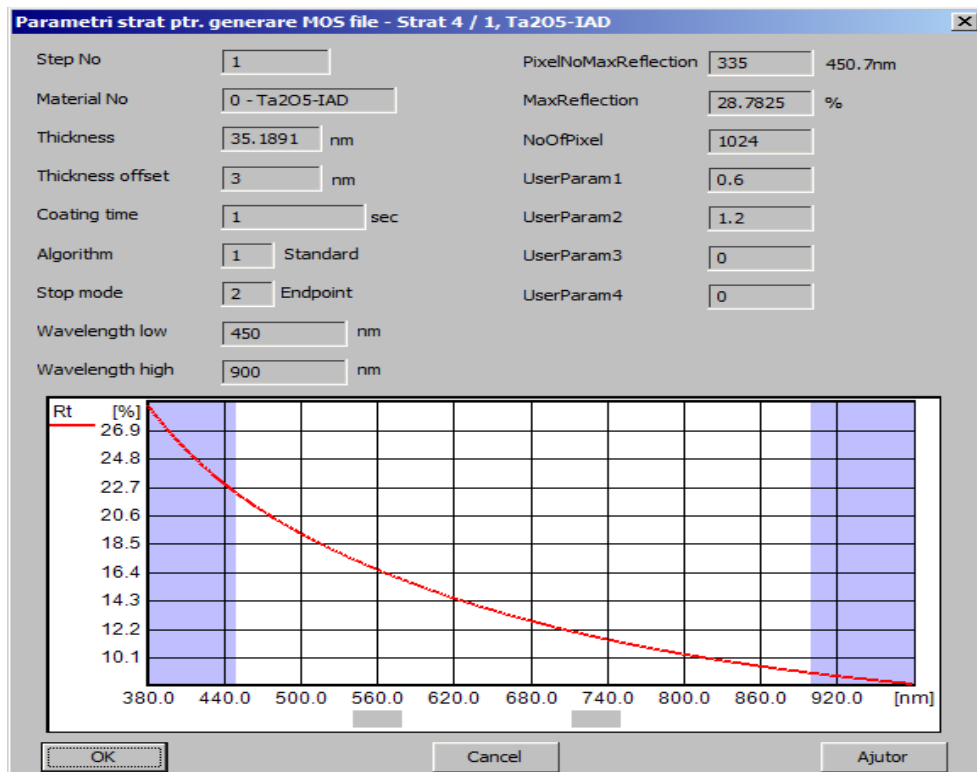 Parametri strat ptr. generare MOS file - Strat 4 / 1, Ta2O5-IAD
Step No 1
Material No 0 - Ta2O5-IAD
Thickness 35.1891 nm
Thickness offset 3 nm
Coating time 1 sec
Algorithm 1 Standard
Stop mode 2 Endpoint
Wavelength low 450 nm
Wavelength high 900 nm
PixelNoMaxReflection 335 450.7nm
MaxReflection 28.7825 %
NoOfPixel 1024
UserParam1 0.6
UserParam2 1.2
UserParam3 0
UserParam4 0
Rt [%]
26.9
24.8
22.7
20.6
18.5
16.4
14.3
12.2
10.1
380.0 440.0 500.0 560.0 620.0 680.0 740.0 800.0 860.0 920.0 [nm]
OK Cancel Ajutor